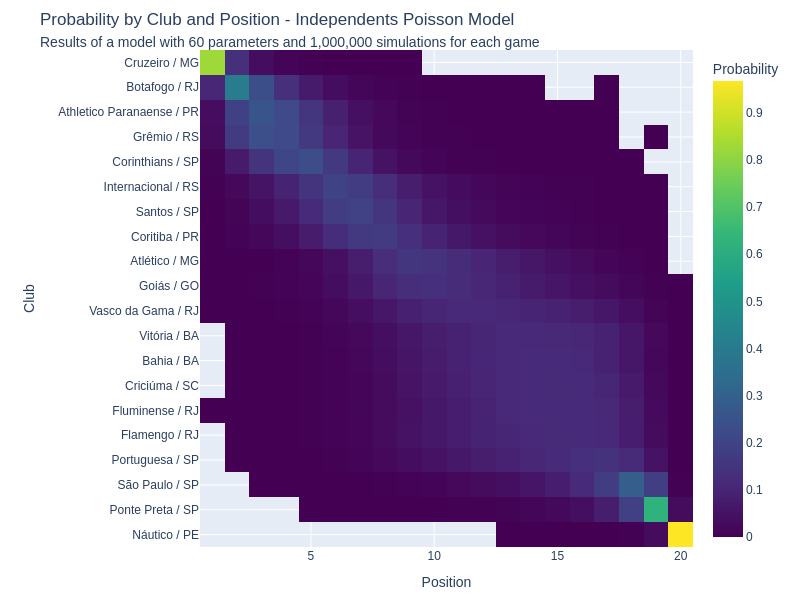 Probability by Club and Position - Independents Poisson Model
Results of a model with 60 parameters and 1,000,000 simulations for each game
Probability
Club
Cruzeiro / MG
Botafogo / RJ
Athletico Paranaense / PR
Grêmio / RS
Corinthians / SP
Internacional / RS
Santos / SP
Coritiba / PR
Atlético / MG
Goiás / GO
Vasco da Gama / RJ
Vitória / BA
Bahia / BA
Criciúma / SC
Fluminense / RJ
Flamengo / RJ
Portuguesa / SP
São Paulo / SP
Ponte Preta / SP
Náutico / PE
0.9
0.8
0.7
0.6
0.5
0.4
0.3
0.2
0.1
0
5
10
15
20
Position